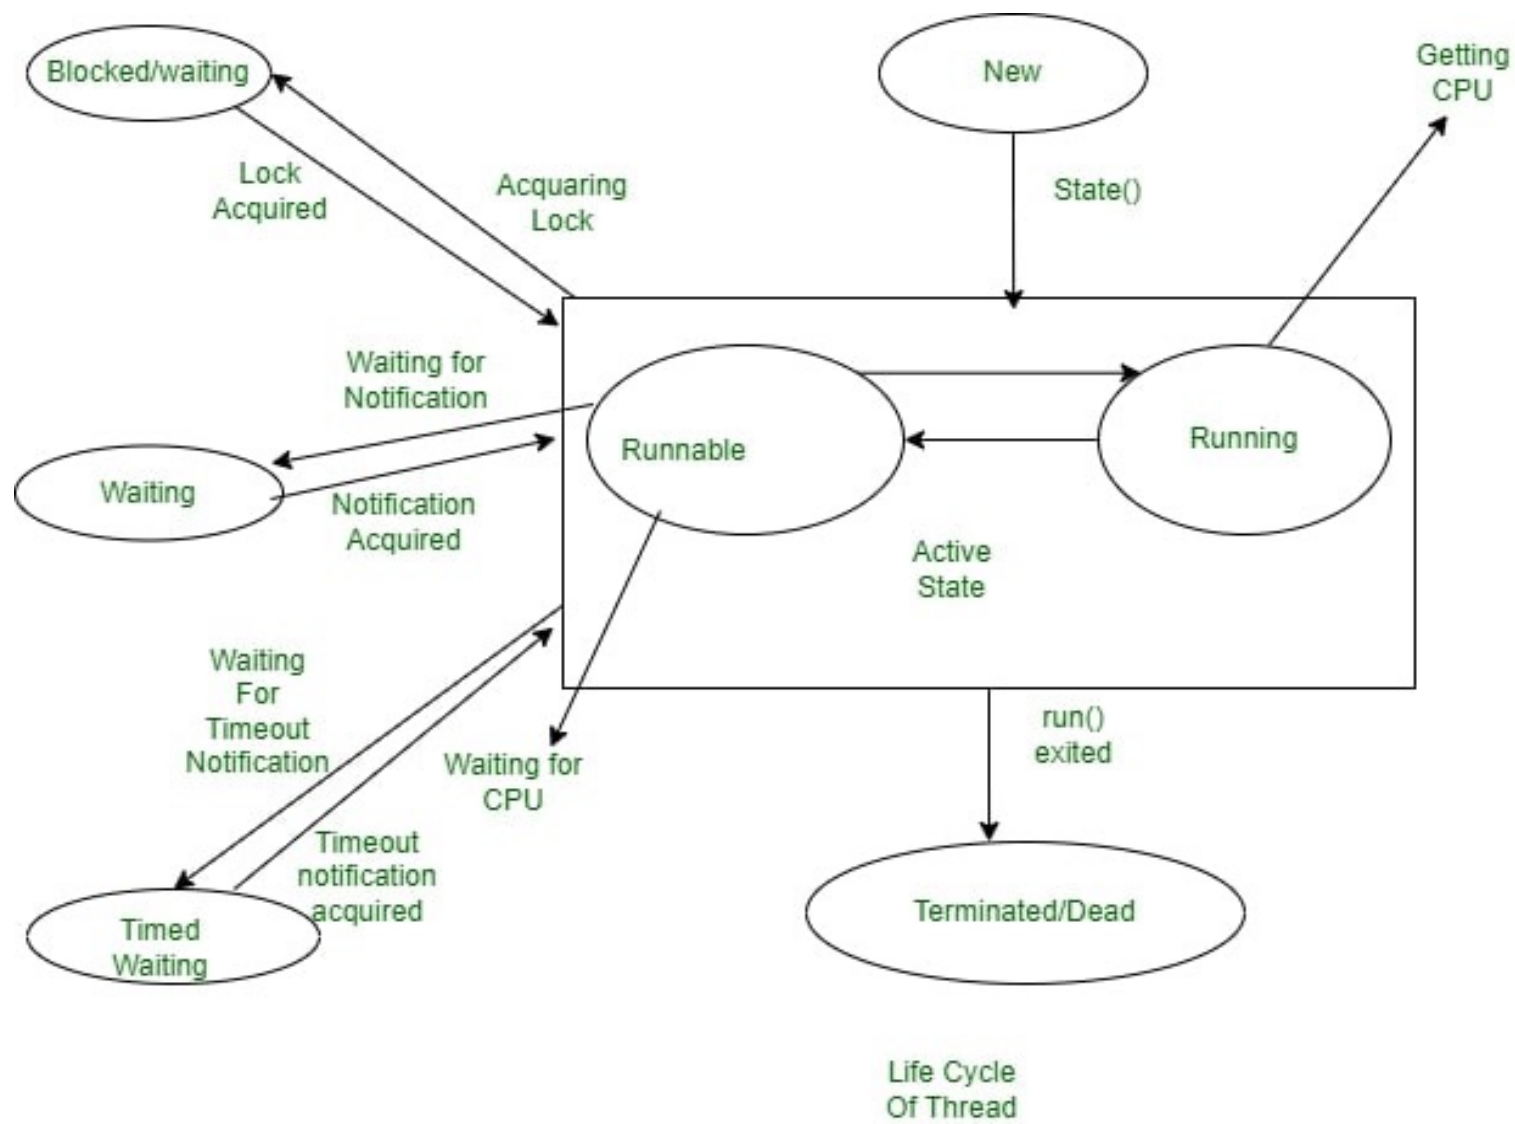 Blocked/waiting
New
Getting
CPU
Lock
Acquired
Acquaring
Lock
State()
Waiting for
Notification
Runnable
Running
Waiting
Notification
Acquired
Active
State
Waiting
For
Timeout
Notification
Waiting for
CPU
run()
exited
Timeout
notification
acquired
Timed
Waiting
Terminated/Dead
Life Cycle
Of Thread